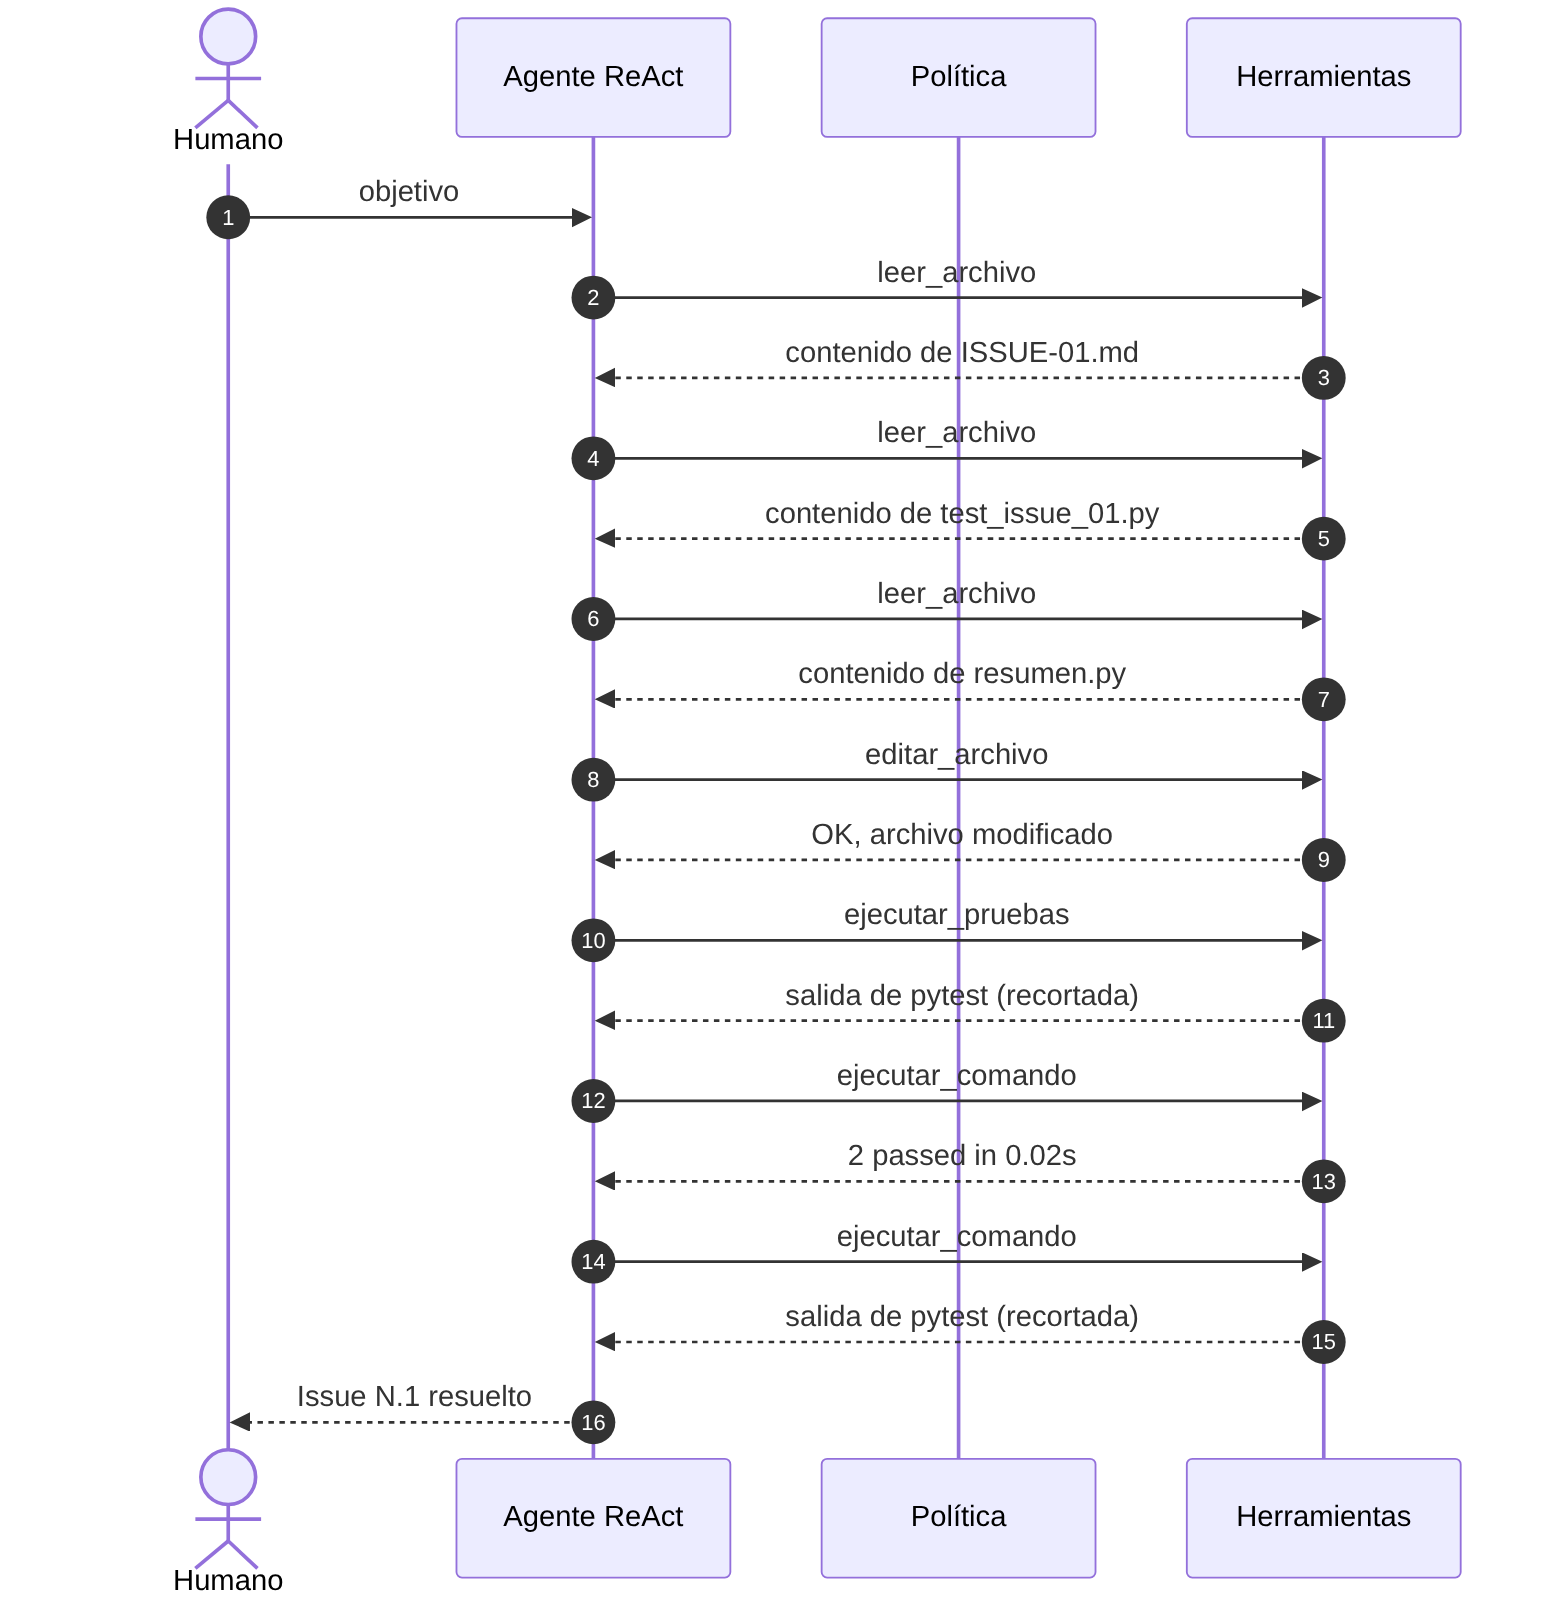 Humano
Agente ReAct
Política
Herramientas
objetivo
1
leer_archivo
2
contenido de ISSUE-01.md
3
leer_archivo
4
contenido de test_issue_01.py
5
leer_archivo
6
contenido de resumen.py
7
editar_archivo
8
OK, archivo modificado
9
ejecutar_pruebas
10
salida de pytest (recortada)
11
ejecutar_comando
12
2 passed in 0.02s
13
ejecutar_comando
14
salida de pytest (recortada)
15
Issue N.1 resuelto
16
Humano
Agente ReAct
Política
Herramientas